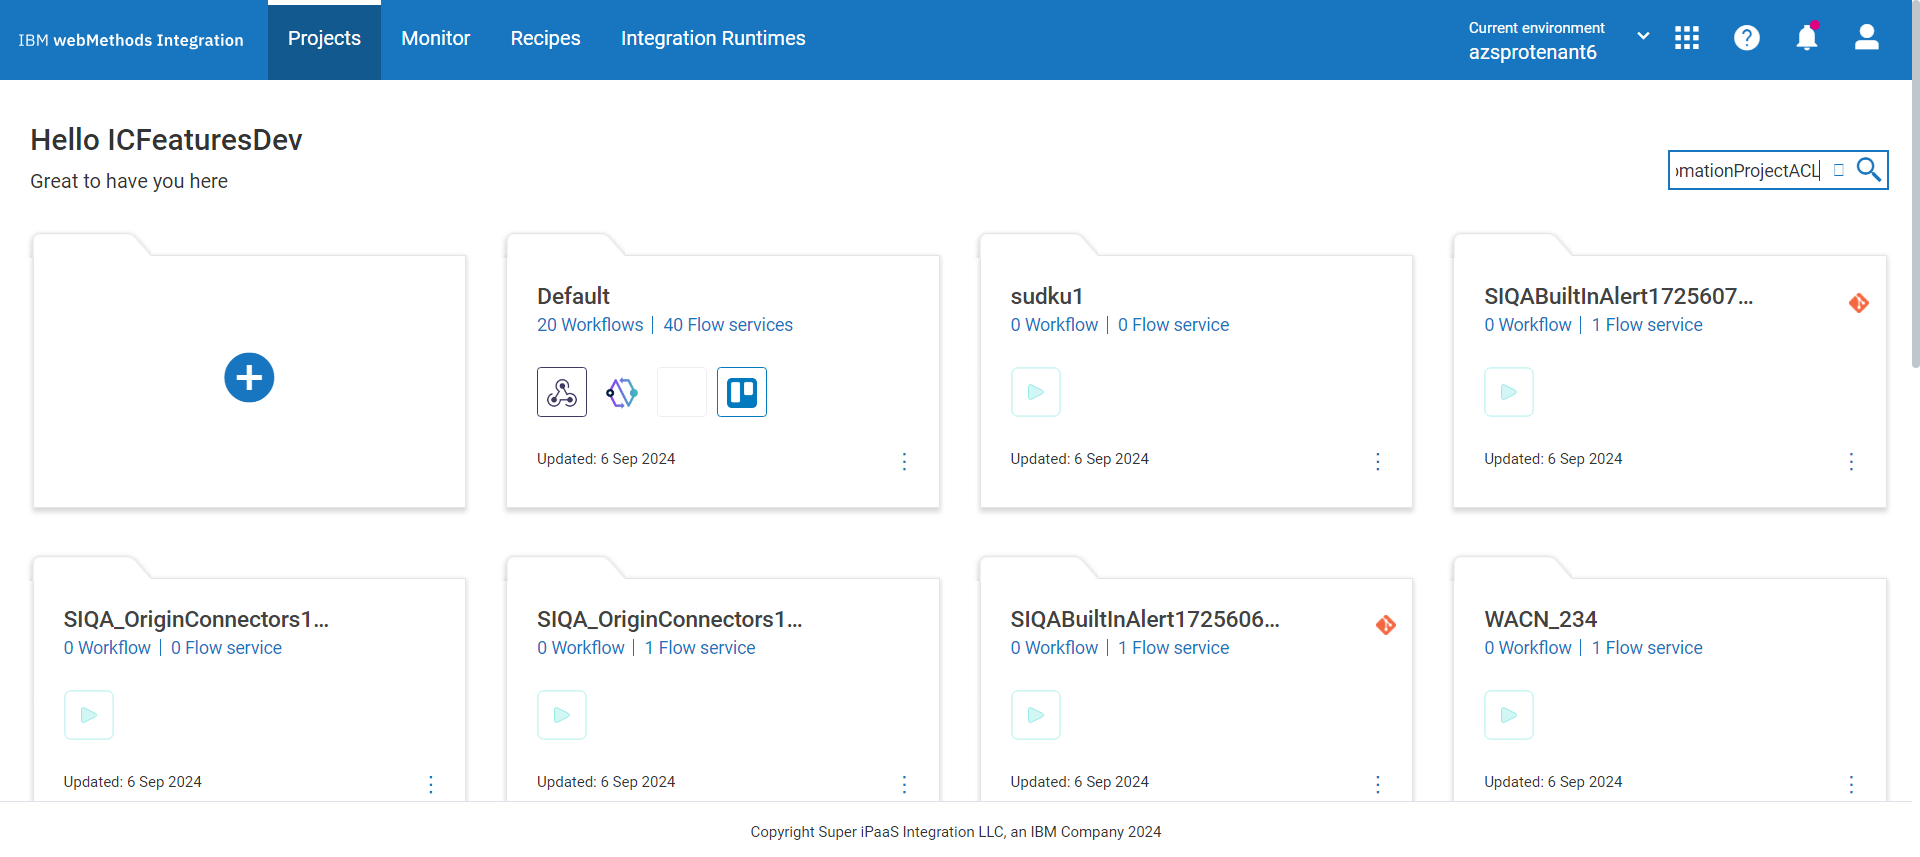 IBM webMethods Integration
Projects
Monitor
Recipes
Integration Runtimes
Current environment
azsprotenant6
Hello ICFeaturesDev
Great to have you here
omationProjectACL
Default
20 Workflows | 40 Flow services
Updated: 6 Sep 2024
sudku1
0 Workflow | 0 Flow service
Updated: 6 Sep 2024
SIQABuiltInAlert1725607...
0 Workflow | 1 Flow service
Updated: 6 Sep 2024
SIQA_OriginConnectors1...
0 Workflow | 0 Flow service
Updated: 6 Sep 2024
SIQA_OriginConnectors1...
0 Workflow | 1 Flow service
Updated: 6 Sep 2024
SIQABuiltInAlert1725606...
0 Workflow | 1 Flow service
Updated: 6 Sep 2024
WACN_234
0 Workflow | 1 Flow service
Updated: 6 Sep 2024
Copyright Super iPaaS Integration LLC, an IBM Company 2024